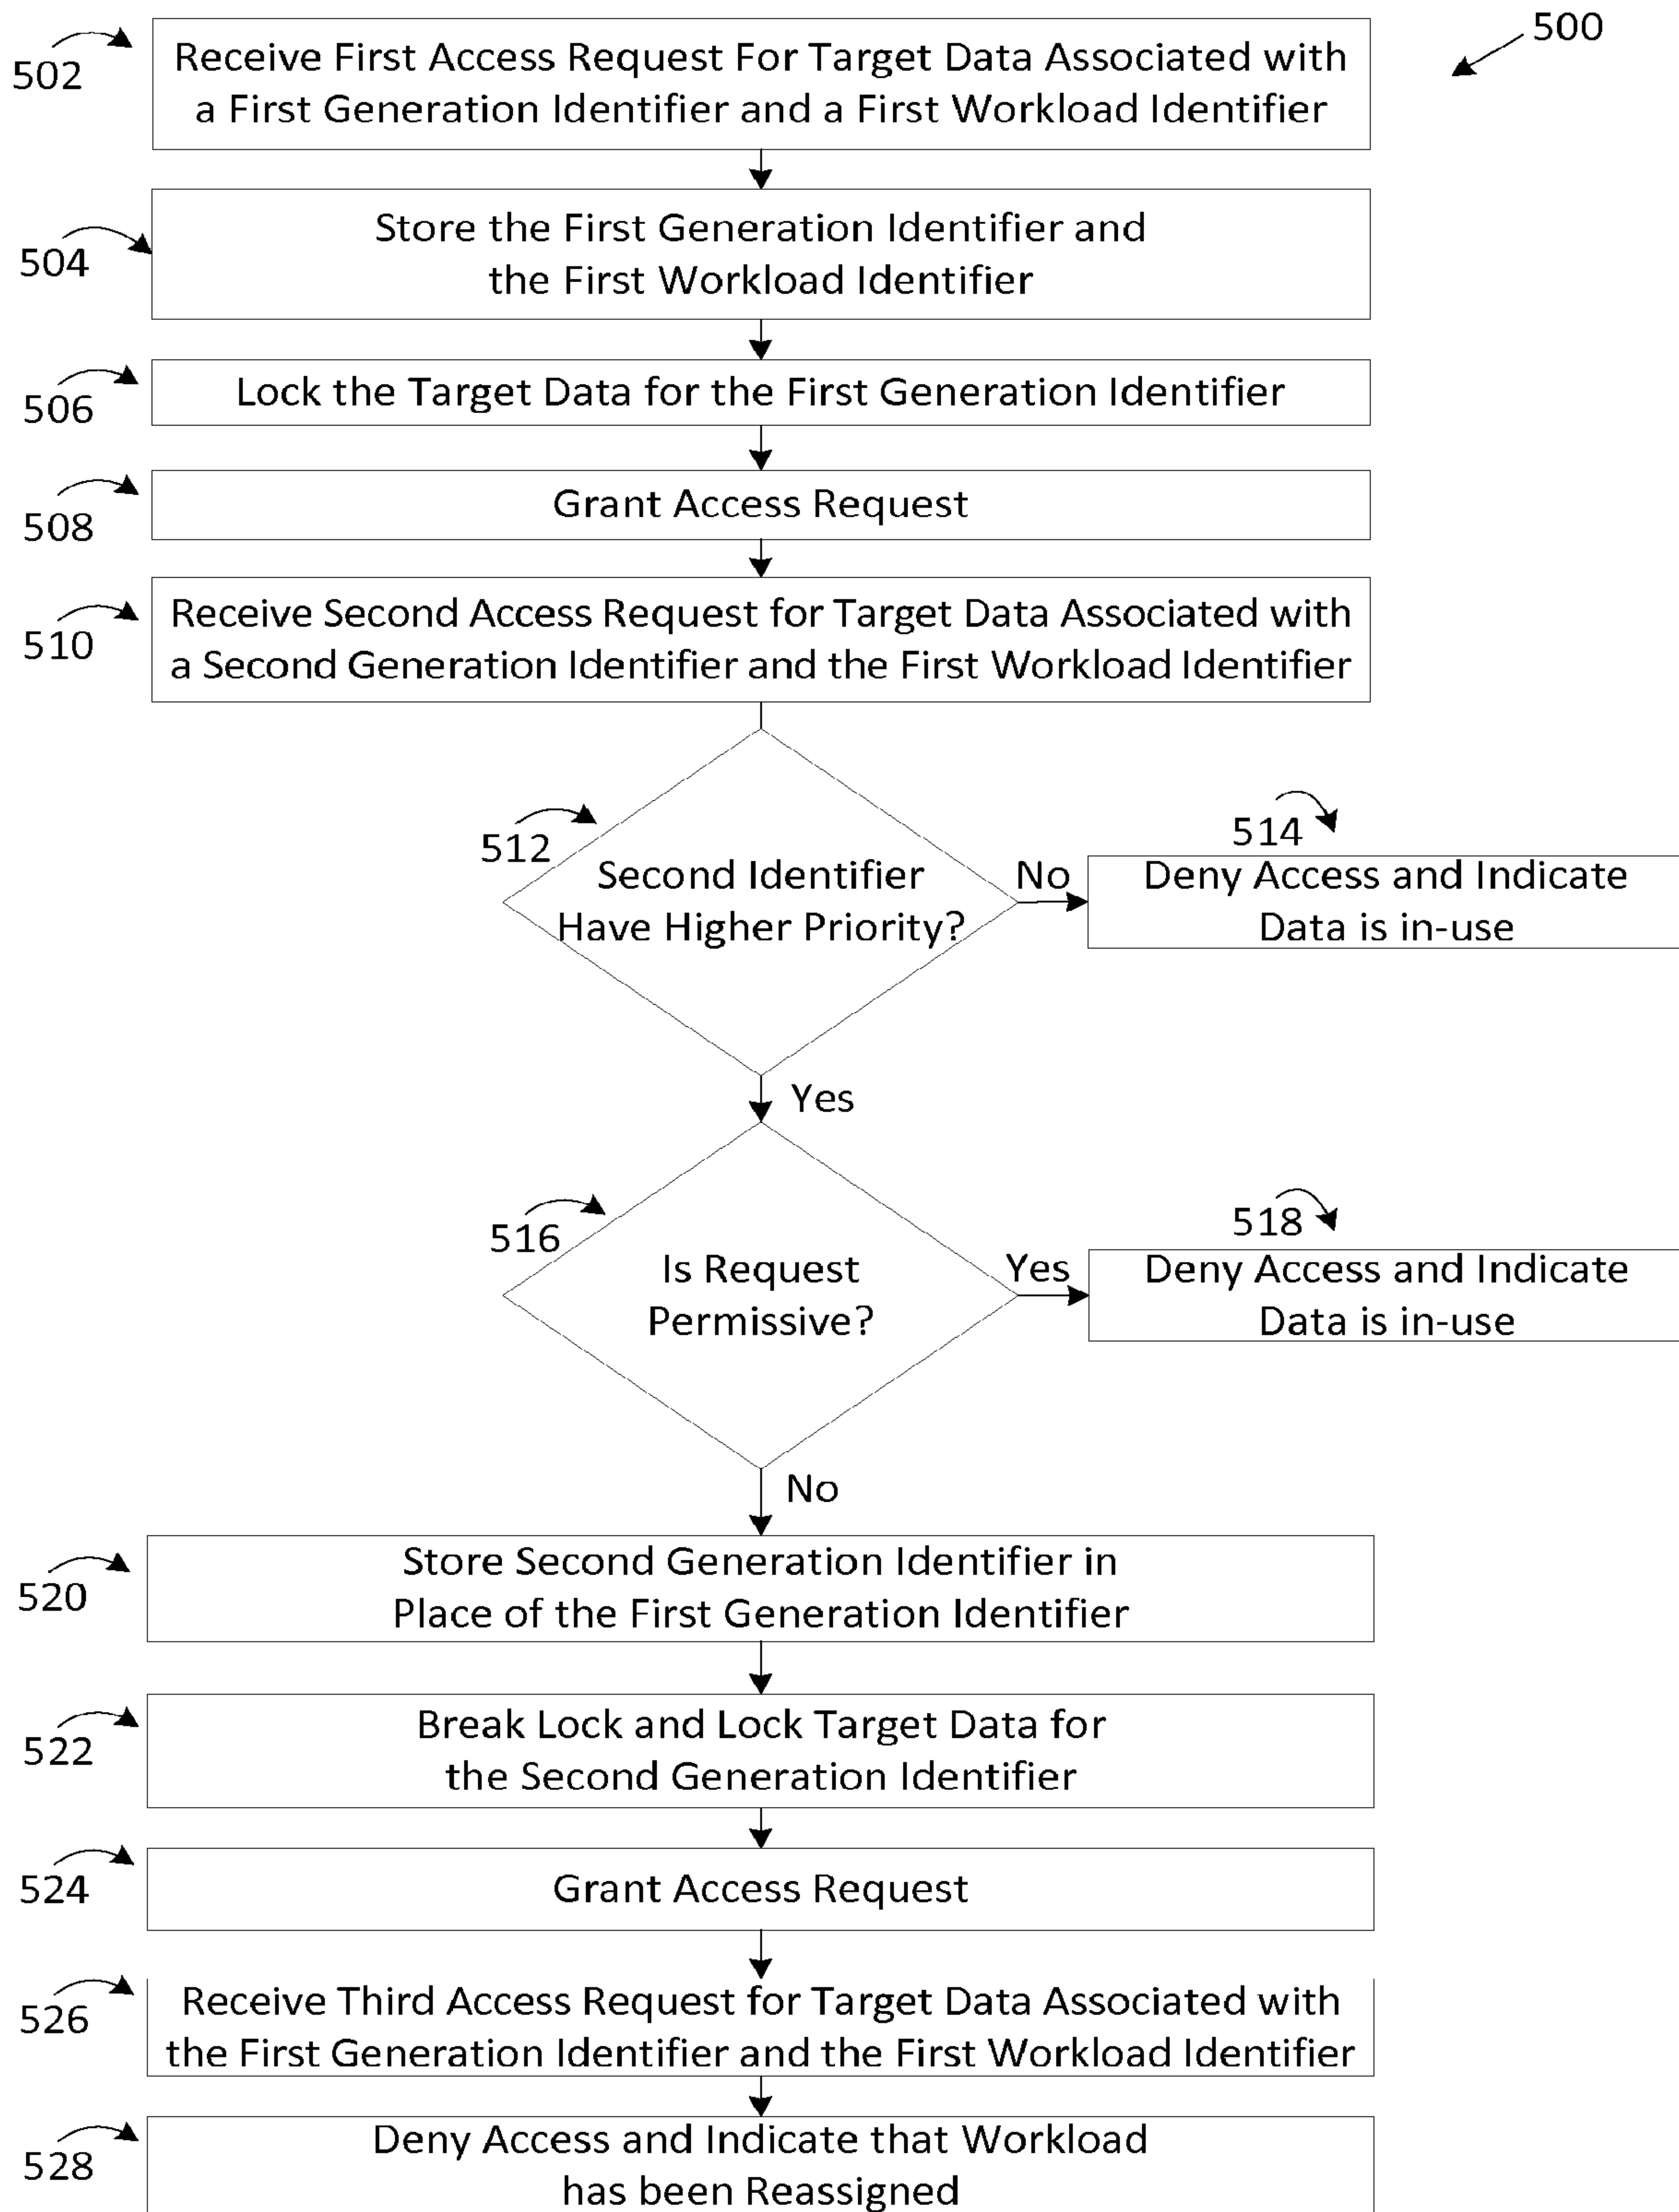 500
502
Receive First Access Request For Target Data Associated with
a First Generation Identifier and a First Workload Identifier
504
Store the First Generation Identifier and
the First Workload Identifier
506
Lock the Target Data for the First Generation Identifier
508
Grant Access Request
510
Receive Second Access Request for Target Data Associated with
a Second Generation Identifier and the First Workload Identifier
512
Second Identifier
Have Higher Priority?
No
514
Deny Access and Indicate
Data is in-use
Yes
516
Is Request
Permissive?
Yes
518
Deny Access and Indicate
Data is in-use
No
520
Store Second Generation Identifier in
Place of the First Generation Identifier
522
Break Lock and Lock Target Data for
the Second Generation Identifier
524
Grant Access Request
526
Receive Third Access Request for Target Data Associated with
the First Generation Identifier and the First Workload Identifier
528
Deny Access and Indicate that Workload
has been Reassigned